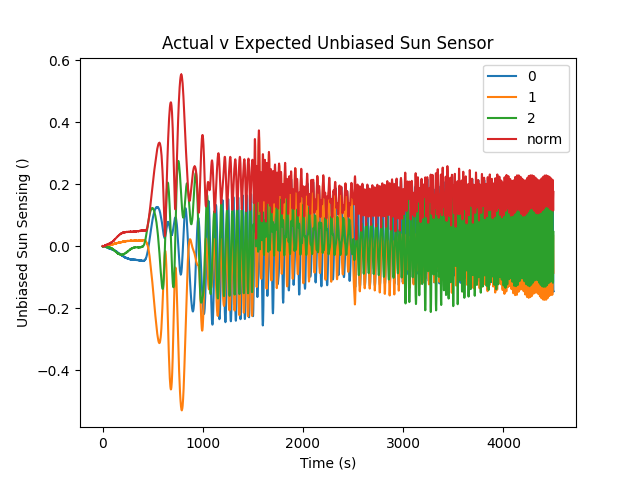 Actual v Expected Unbiased Sun Sensor
0.6
0.4
0.2
0.0
−0.2
−0.4
Unbiased Sun Sensing ()
0
1
2
norm
0 1000 2000 3000 4000
Time (s)